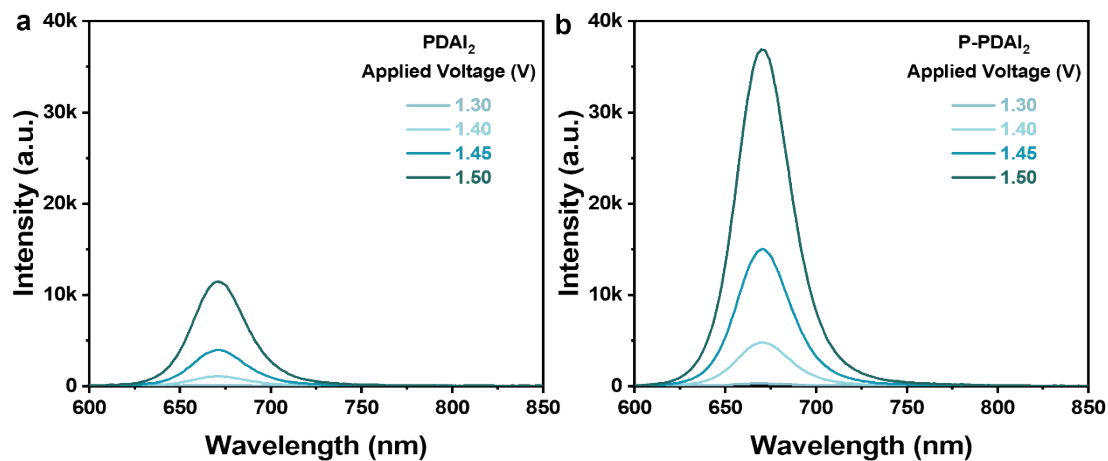 a
PDAI₂
Applied Voltage (V)
1.30
1.40
1.45
1.50
40k
30k
20k
10k
0
Intensity (a.u.)
600 650 700 750 800 850
Wavelength (nm)
b
P-PDAI₂
Applied Voltage (V)
1.30
1.40
1.45
1.50
40k
30k
20k
10k
0
Intensity (a.u.)
600 650 700 750 800 850
Wavelength (nm)